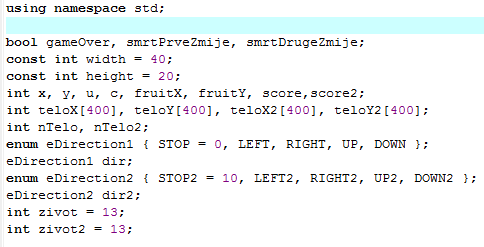 using namespace std;
bool gameOver, smrtPrveZmije, smrtDrugeZmije;
const int width = 40;
const int height = 20;
int x, y, u, c, fruitX, fruitY, score,score2;
int teloX[400], teloY[400], teloX2[400], teloY2[400];
int nTelo, nTelo2;
enum eDirection1 { STOP = 0, LEFT, RIGHT, UP, DOWN };
eDirection1 dir;
enum eDirection2 { STOP2 = 10, LEFT2, RIGHT2, UP2, DOWN2 };
eDirection2 dir2;
int zivot = 13;
int zivot2 = 13;